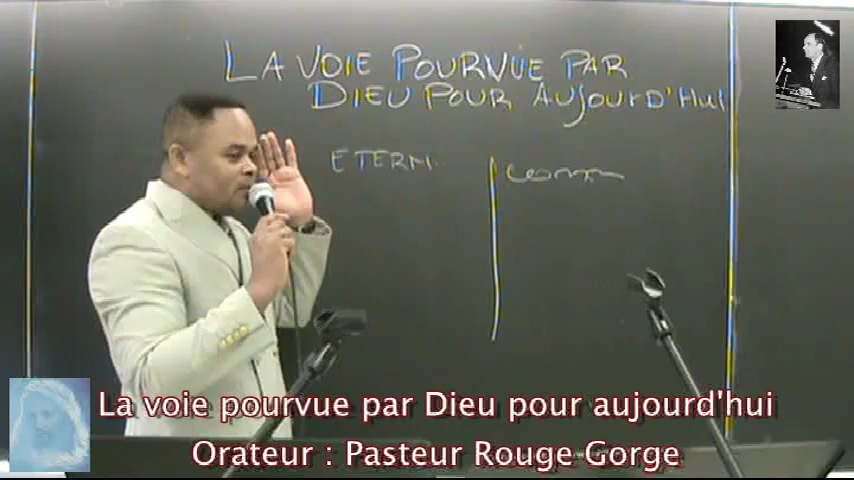 LA VOIE POURVUE PAR
DIEU POUR AUJOURD'HUI
ETERN.
La voie pourvue par Dieu pour aujourd'hui
Orateur : Pasteur Rouge Gorge